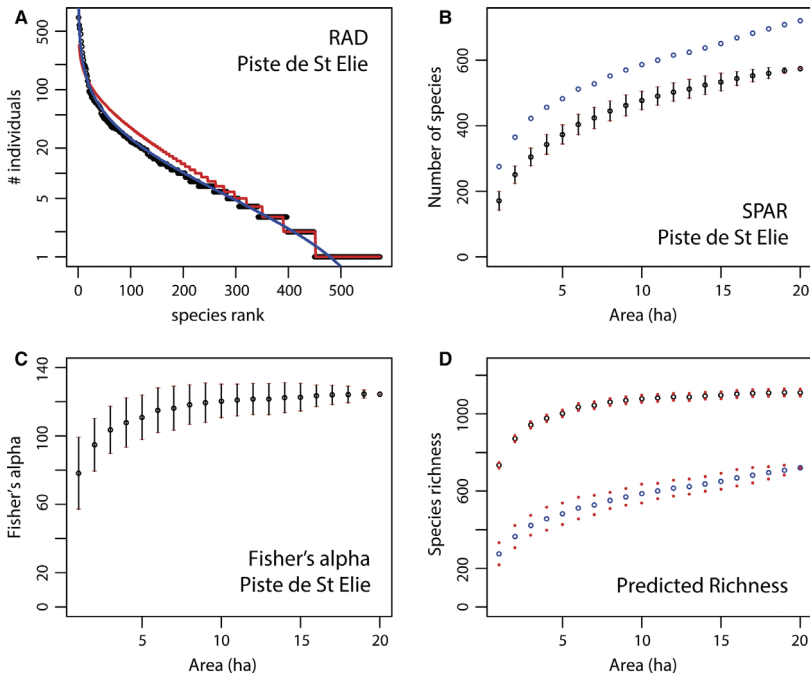 A
RAD
Piste de St Elie
# individuals
500
100
20
5
1
0 100 200 300 400 500
species rank
B
Number of species
600
400
200
0
SPAR
Piste de St Elie
5 10 15 20
Area (ha)
C
Fisher's alpha
140
100
60
20
0
Fisher's alpha
Piste de St Elie
5 10 15 20
Area (ha)
D
Species richness
1000
600
200
0
Predicted Richness
5 10 15 20
Area (ha)